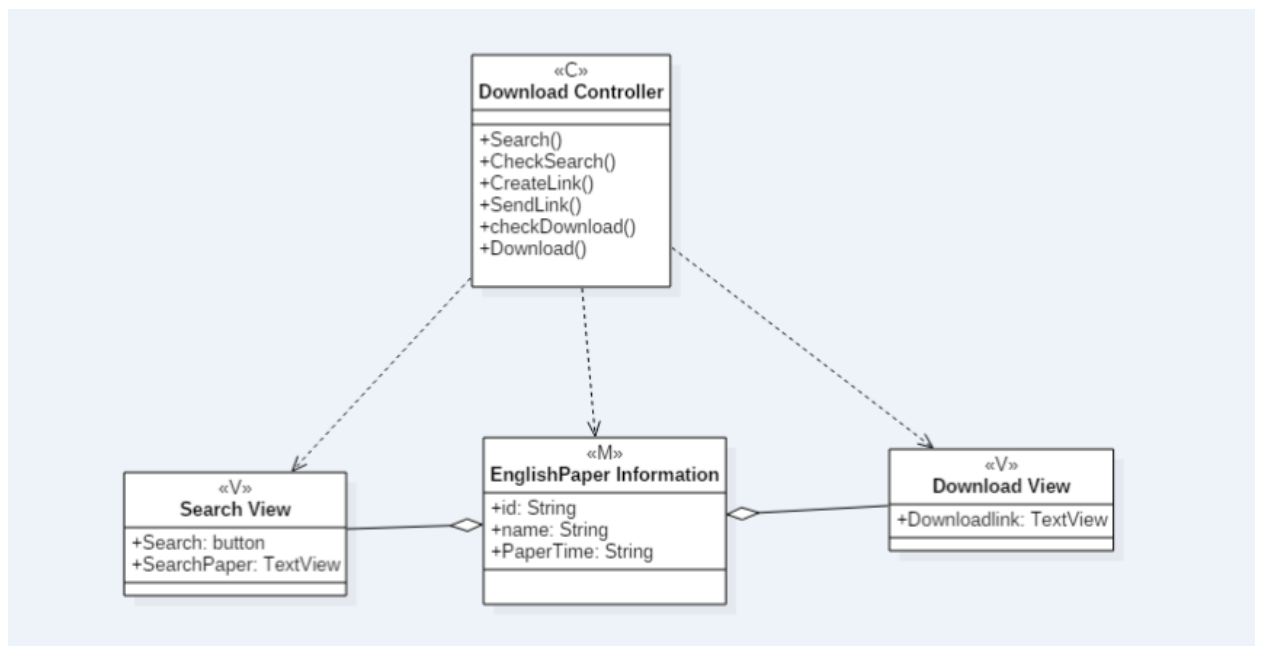 «C»
Download Controller
+Search()
+CheckSearch()
+CreateLink()
+SendLink()
+checkDownload()
+Download()
«V»
Search View
+Search: button
+SearchPaper: TextView
«M»
EnglishPaper Information
+id: String
+name: String
+PaperTime: String
«V»
Download View
+Downloadlink: TextView